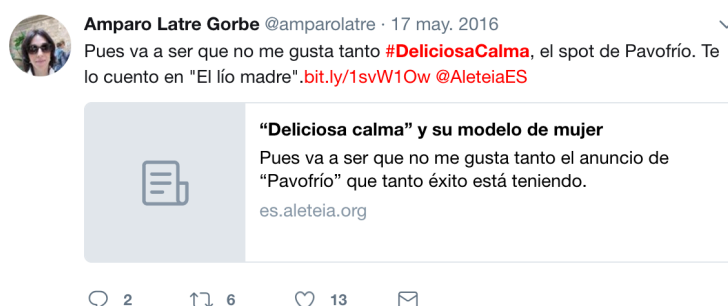 Amparo Latre Gorbe @amparolatre · 17 may. 2016
Pues va a ser que no me gusta tanto #DeliciosaCalma, el spot de Pavofrío. Te
lo cuento en "El lío madre".bit.ly/1svW1Ow @AleteiaES
“Deliciosa calma” y su modelo de mujer
Pues va a ser que no me gusta tanto el anuncio de
“Pavofrío” que tanto éxito está teniendo.
es.aleteia.org
2 6 13